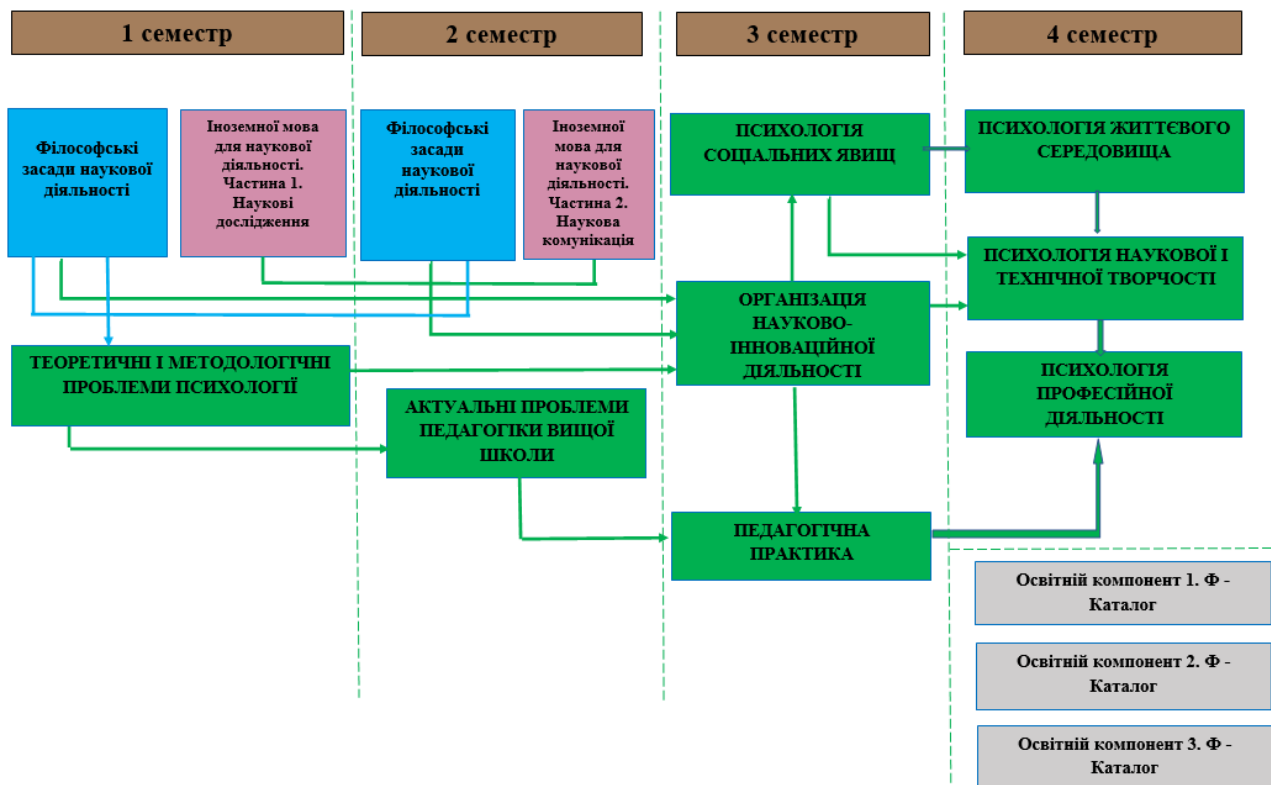 1 семестр
2 семестр
3 семестр
4 семестр
Філософські
засади наукової
діяльності
Іноземної мова
для наукової
діяльності.
Частина 1.
Наукові
дослідження
Філософські
засади
наукової
діяльності
Іноземної
мова для
наукової
діяльності.
Частина 2.
Наукова
комунікація
ПСИХОЛОГІЯ
СОЦІАЛЬНИХ ЯВИЩ
ПСИХОЛОГІЯ ЖИТТЄВОГО
СЕРЕДОВИЩА
ПСИХОЛОГІЯ НАУКОВОЇ І
ТЕХНІЧНОЇ ТВОРЧОСТІ
ОРГАНІЗАЦІЯ
НАУКОВО-
ІННОВАЦІЙНОЇ
ДІЯЛЬНОСТІ
ТЕОРЕТИЧНІ І МЕТОДОЛОГІЧНІ
ПРОБЛЕМИ ПСИХОЛОГІЇ
АКТУАЛЬНІ ПРОБЛЕМИ
ПЕДАГОГІКИ ВИЩОЇ
ШКОЛИ
ПСИХОЛОГІЯ
ПРОФЕСІЙНОЇ
ДІЯЛЬНОСТІ
ПЕДАГОГІЧНА
ПРАКТИКА
Освітній компонент 1. Ф -
Каталог
Освітній компонент 2. Ф -
Каталог
Освітній компонент 3. Ф -
Каталог